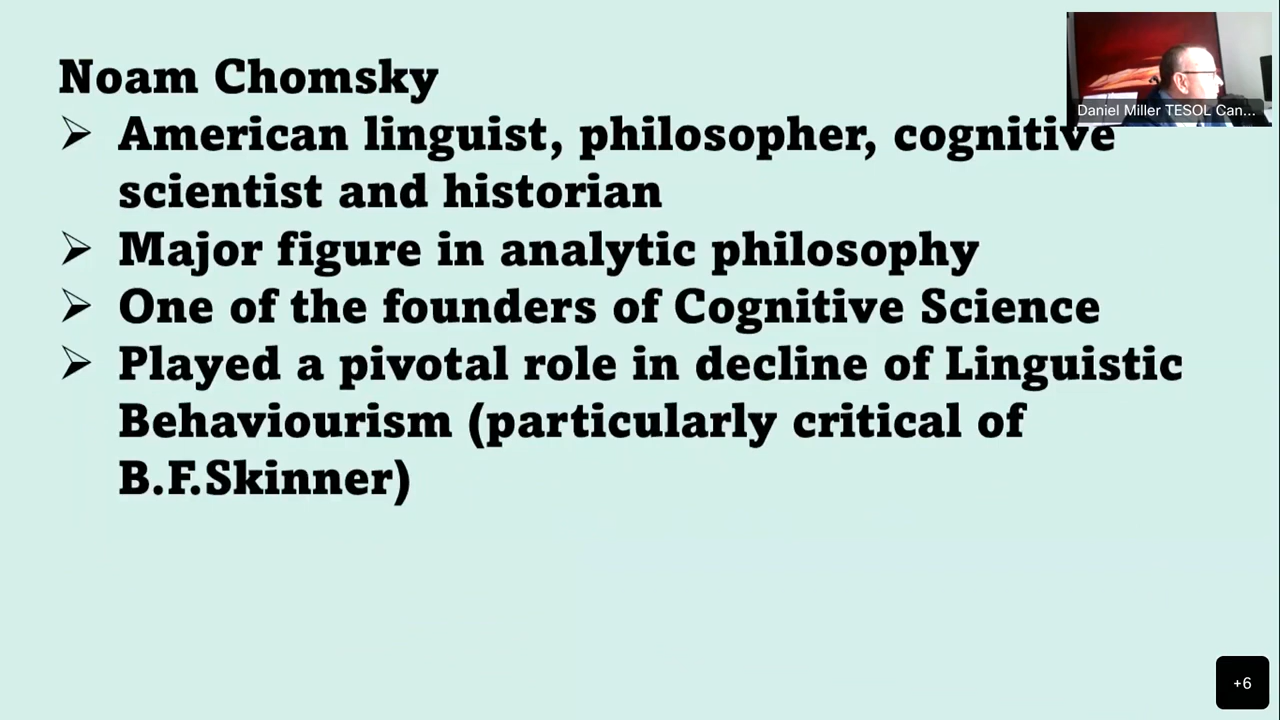 Noam Chomsky
➢ American linguist, philosopher, cognitive
scientist and historian
➢ Major figure in analytic philosophy
➢ One of the founders of Cognitive Science
➢ Played a pivotal role in decline of Linguistic
Behaviourism (particularly critical of
B.F.Skinner)
Daniel Miller TESOL Can...
+6